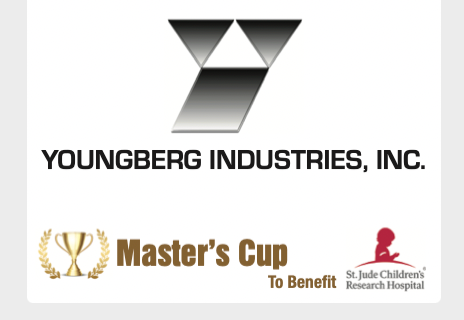 YOUNGBERG INDUSTRIES, INC.
Master's Cup
To Benefit
St. Jude Children's®
Research Hospital